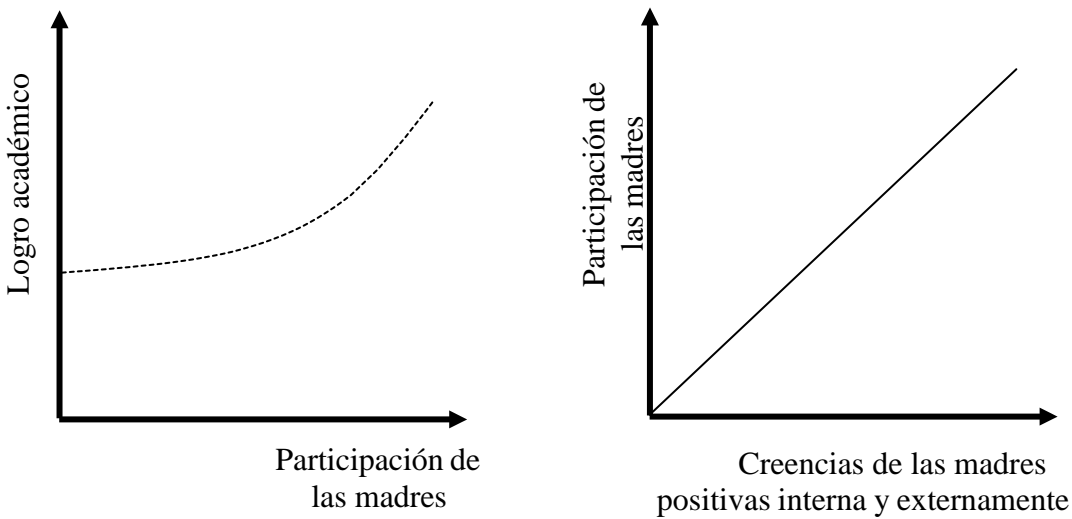 Logro académico
Participación de
las madres
Participación de
las madres
Creencias de las madres
positivas interna y externamente